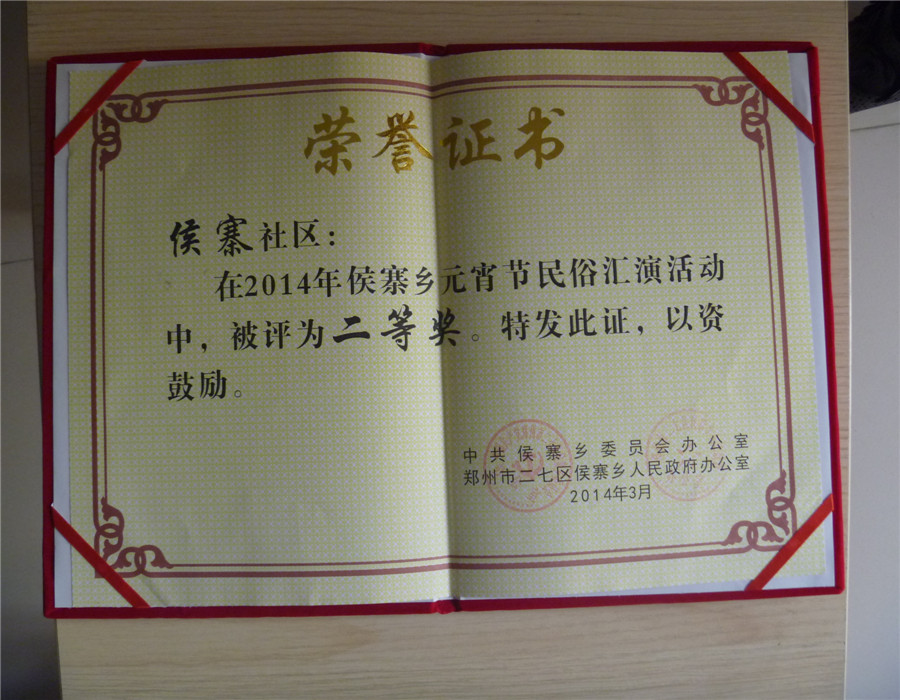 荣誉证书
侯寨社区：
在2014年侯寨乡元宵节民俗汇演活动
中，被评为二等奖。特发此证，以资
鼓励。
中共侯寨乡委员会办公室
郑州市二七区侯寨乡人民政府办公室
2014年3月